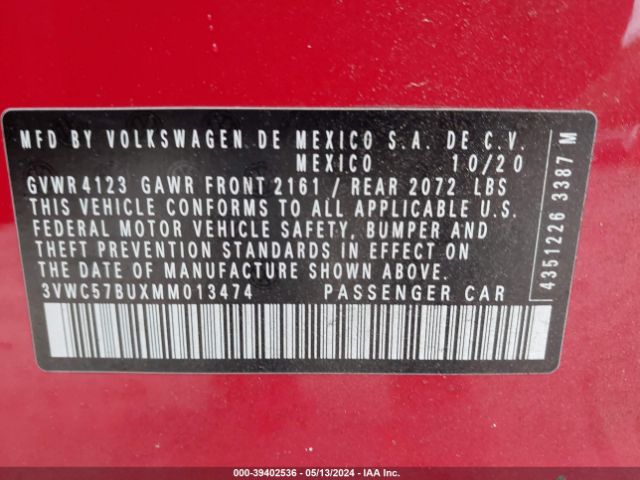 MFD BY VOLKSWAGEN DE MEXICO S.A. DE C.V.
MEXICO 10/20
GVWR 4123 GAWR FRONT 2161 / REAR 2072 LBS
THIS VEHICLE CONFORMS TO ALL APPLICABLE U.S.
FEDERAL MOTOR VEHICLE SAFETY, BUMPER AND
THEFT PREVENTION STANDARDS IN EFFECT ON
THE DATE OF MANUFACTURE SHOWN ABOVE.
3VWC57BUXMM013474 PASSENGER CAR
4351226 3387 M
© - 39402536 - 05/13/2024 - IAA Inc.